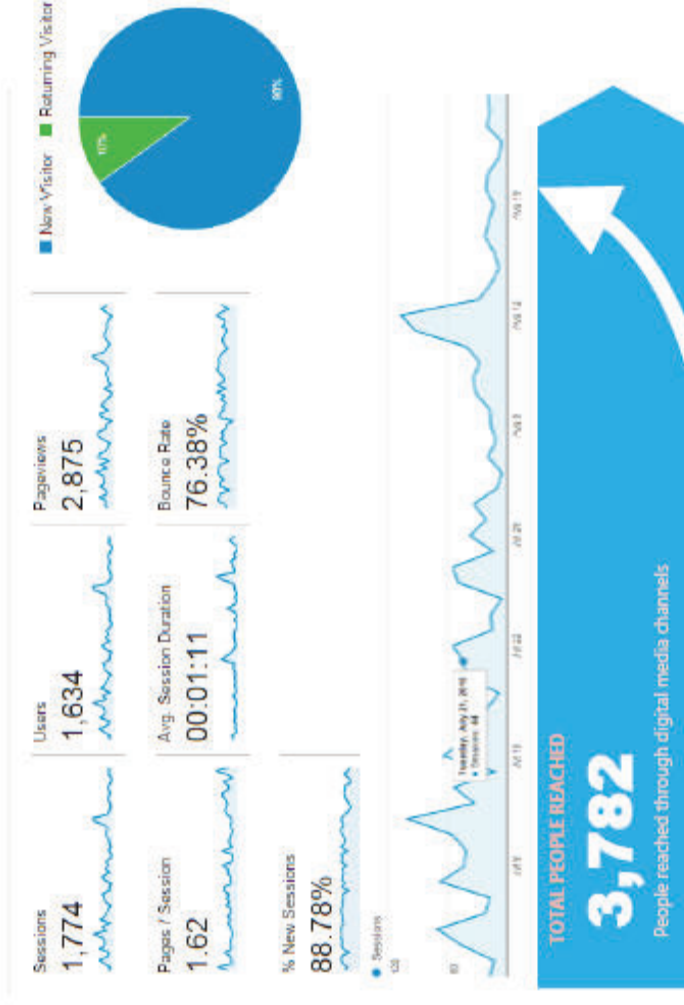 New Visitor
Returning Visitor
Sessions
1,774
Users
1,634
Pageviews
2,875
Pages / Session
1.62
Avg. Session Duration
00:01:11
Bounce Rate
76.38%
% New Sessions
88.78%
Sessions
TOTAL PEOPLE REACHED
3,782
People reached through digital media channels